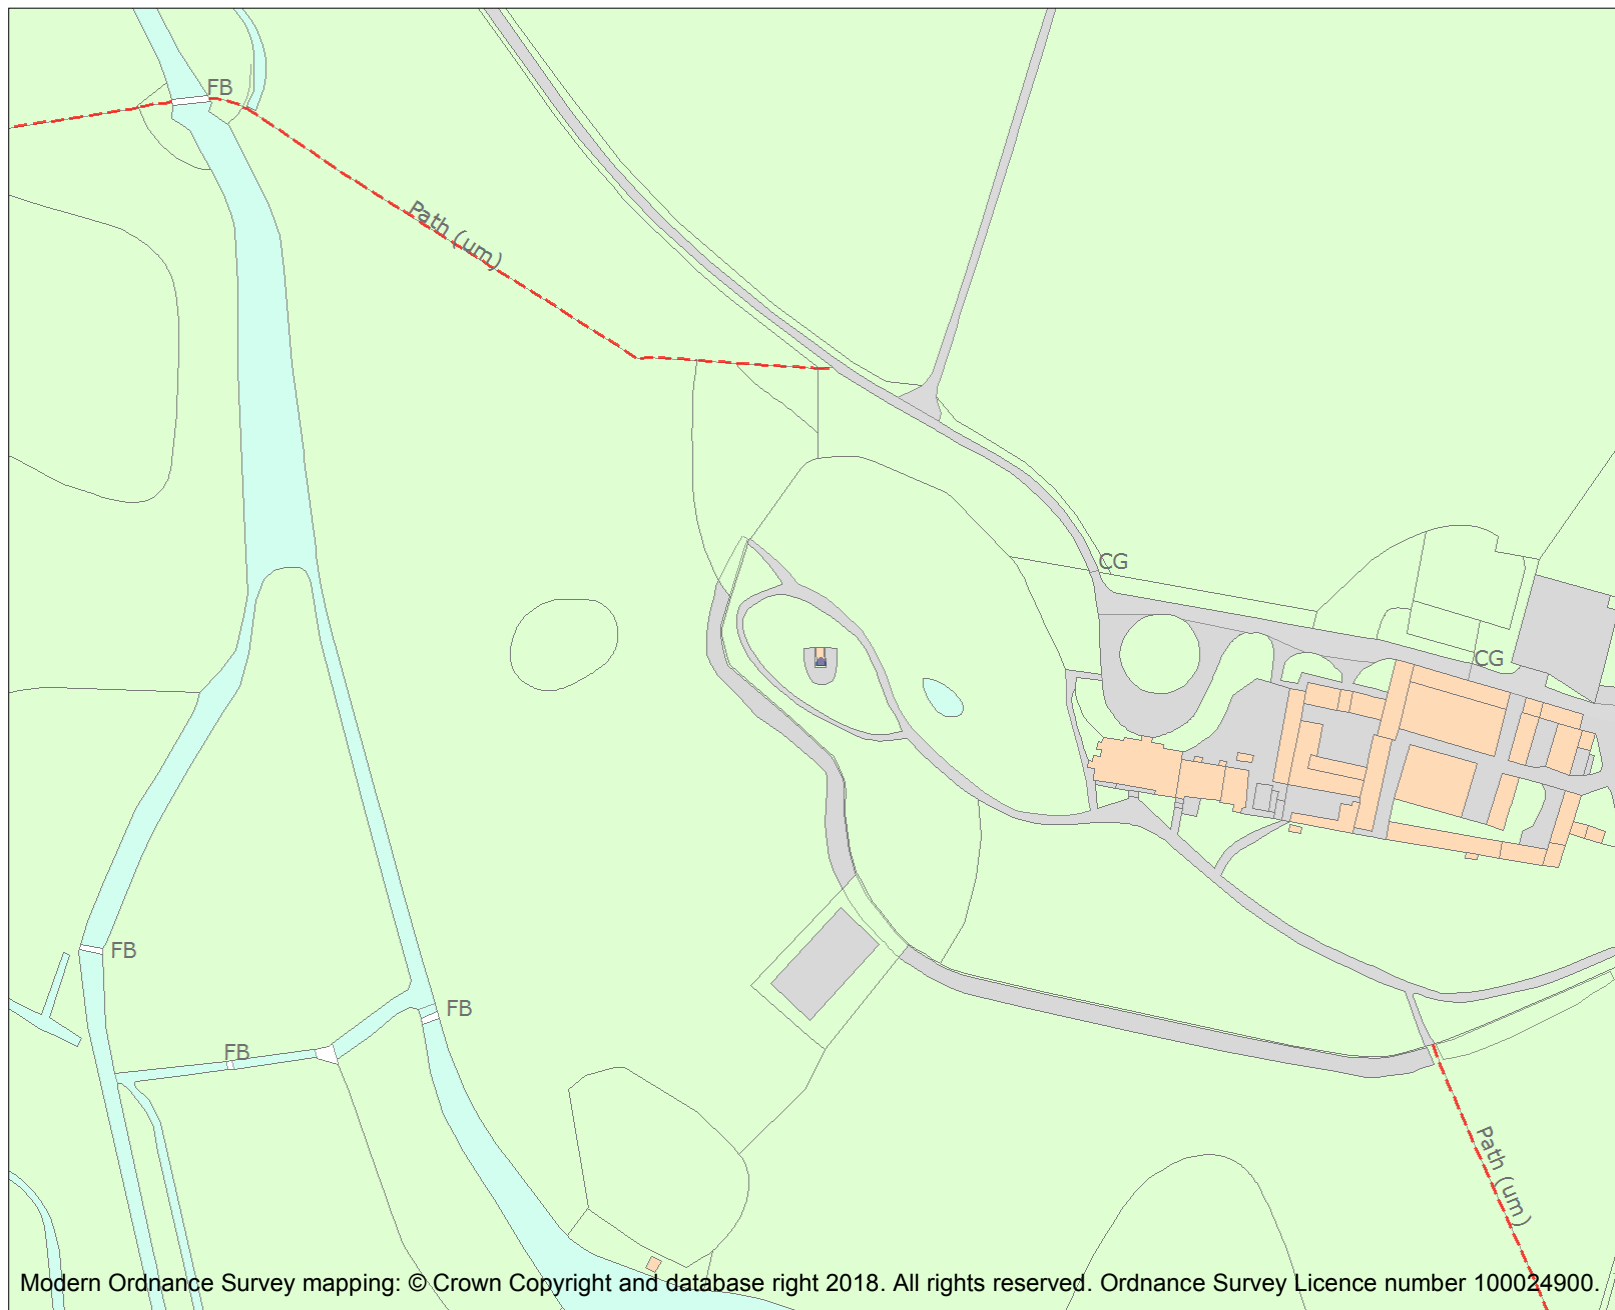 FB
Path (um)
CG
CG
FB
FB
FB
Path (um)
Modern Ordnance Survey mapping: © Crown Copyright and database right 2018. All rights reserved. Ordnance Survey Licence number 100024900.